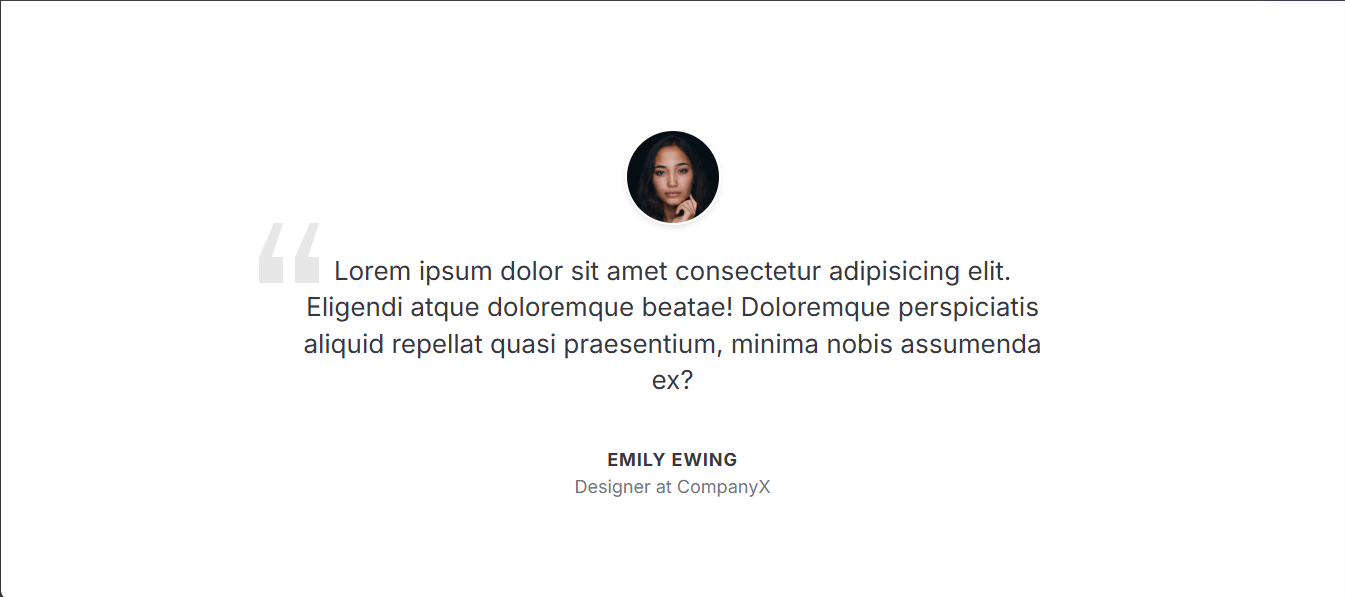 “
Lorem ipsum dolor sit amet consectetur adipisicing elit.
Eligendi atque doloremque beatae! Doloremque perspiciatis
aliquid repellat quasi praesentium, minima nobis assumenda
ex?
EMILY EWING
Designer at CompanyX